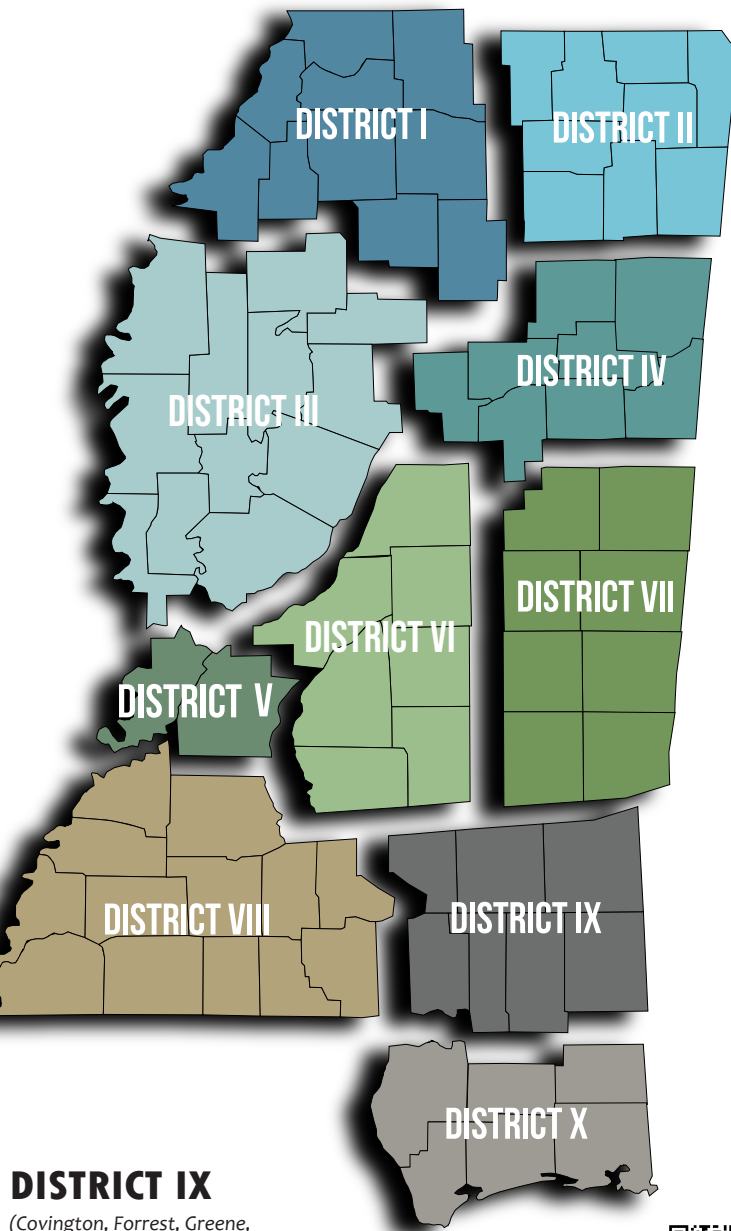 DISTRICT I
DISTRICT II
DISTRICT III
DISTRICT IV
DISTRICT VI
DISTRICT VII
DISTRICT V
DISTRICT VIII
DISTRICT IX
DISTRICT X
DISTRICT IX
(Covington, Forrest, Greene,